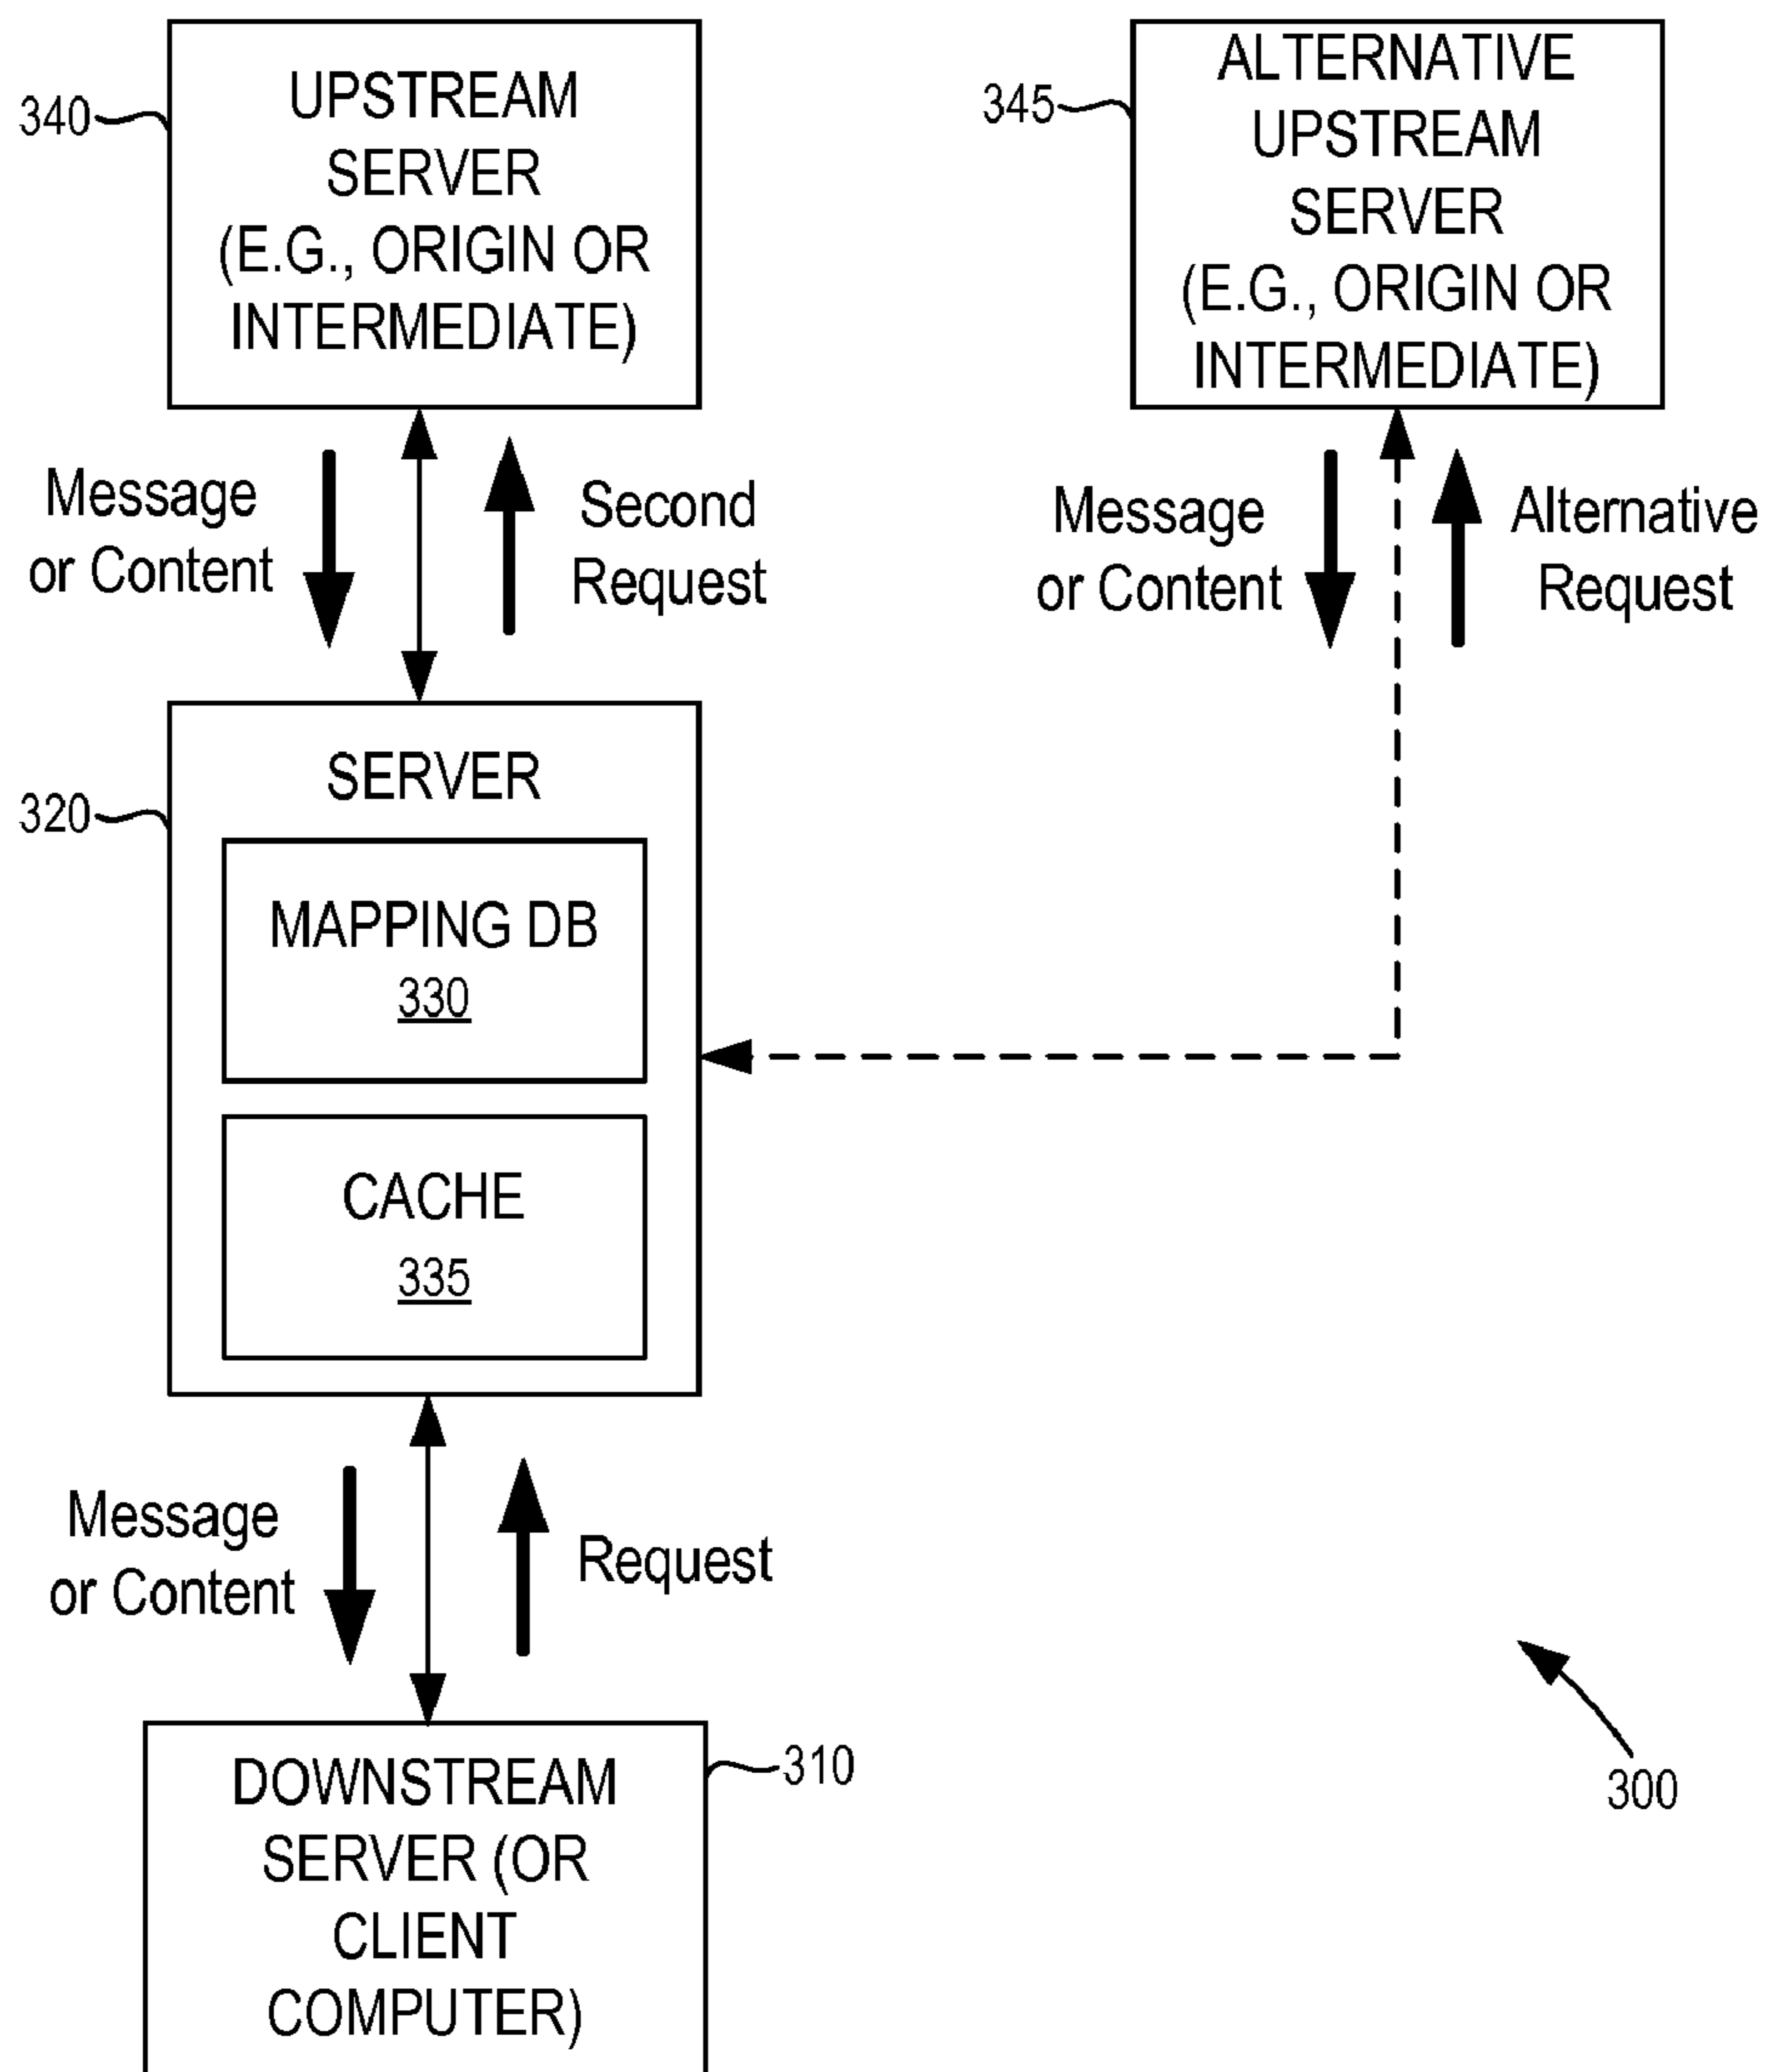 340
UPSTREAM
SERVER
(E.G., ORIGIN OR
INTERMEDIATE)
345
ALTERNATIVE
UPSTREAM
SERVER
(E.G., ORIGIN OR
INTERMEDIATE)
Message
or Content
Second
Request
Message
or Content
Alternative
Request
320
SERVER
MAPPING DB
330
CACHE
335
Message
or Content
Request
310
DOWNSTREAM
SERVER (OR
CLIENT
COMPUTER)
300